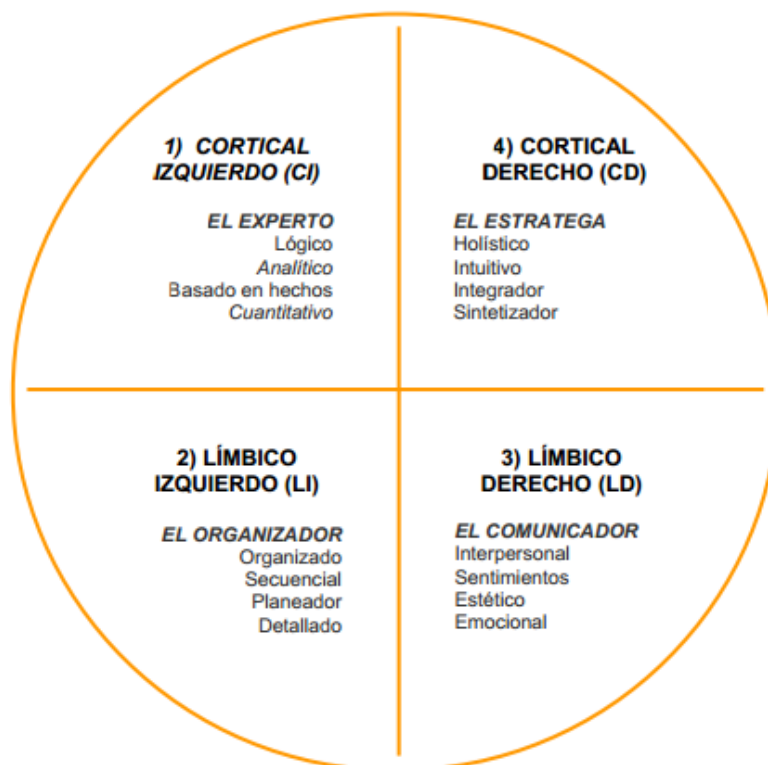 1) CORTICAL
IZQUIERDO (CI)
EL EXPERTO
Lógico
Analítico
Basado en hechos
Cuantitativo
4) CORTICAL
DERECHO (CD)
EL ESTRATEGA
Holístico
Intuitivo
Integrador
Sintetizador
2) LÍMBICO
IZQUIERDO (LI)
EL ORGANIZADOR
Organizado
Secuencial
Planeador
Detallado
3) LÍMBICO
DERECHO (LD)
EL COMUNICADOR
Interpersonal
Sentimientos
Estético
Emocional